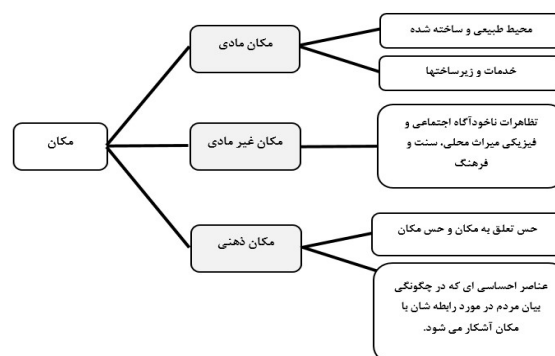 مکان
مکان مادی
محیط طبیعی و ساخته شده
خدمات و زیرساختها
مکان غیر مادی
تظاهرات ناخودآگاه اجتماعی و
فیزیکی میراث محلی، سنت و
فرهنگ
مکان ذهنی
حس تعلق به مکان و حس مکان
عناصر احساسی ای که در چگونگی
بیان مردم در مورد رابطه شان با
مکان آشکار می شود.